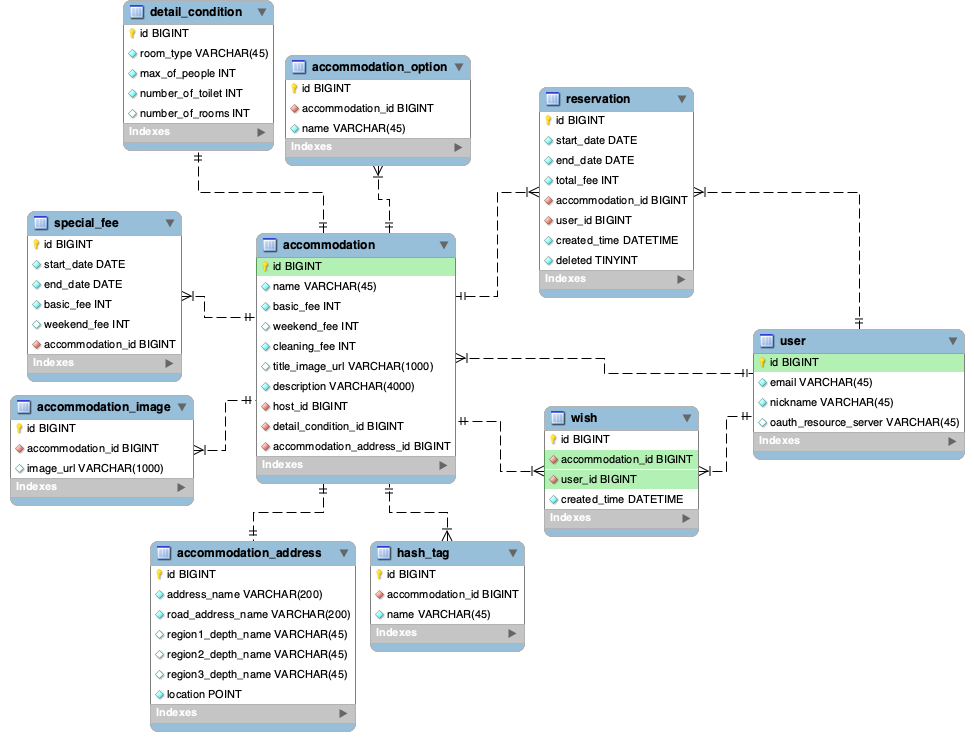 detail_condition
id BIGINT
room_type VARCHAR(45)
max_of_people INT
number_of_toilet INT
number_of_rooms INT
Indexes
accommodation_option
id BIGINT
accommodation_id BIGINT
name VARCHAR(45)
Indexes
reservation
id BIGINT
start_date DATE
end_date DATE
total_fee INT
accommodation_id BIGINT
user_id BIGINT
created_time DATETIME
deleted TINYINT
Indexes
special_fee
id BIGINT
start_date DATE
end_date DATE
basic_fee INT
weekend_fee INT
accommodation_id BIGINT
Indexes
accommodation
id BIGINT
name VARCHAR(45)
basic_fee INT
weekend_fee INT
cleaning_fee INT
title_image_url VARCHAR(1000)
description VARCHAR(4000)
host_id BIGINT
detail_condition_id BIGINT
accommodation_address_id BIGINT
Indexes
user
id BIGINT
email VARCHAR(45)
nickname VARCHAR(45)
oauth_resource_server VARCHAR(45)
Indexes
accommodation_image
id BIGINT
accommodation_id BIGINT
image_url VARCHAR(1000)
Indexes
wish
id BIGINT
accommodation_id BIGINT
user_id BIGINT
created_time DATETIME
Indexes
accommodation_address
id BIGINT
address_name VARCHAR(200)
road_address_name VARCHAR(200)
region1_depth_name VARCHAR(45)
region2_depth_name VARCHAR(45)
region3_depth_name VARCHAR(45)
location POINT
Indexes
hash_tag
id BIGINT
accommodation_id BIGINT
name VARCHAR(45)
Indexes